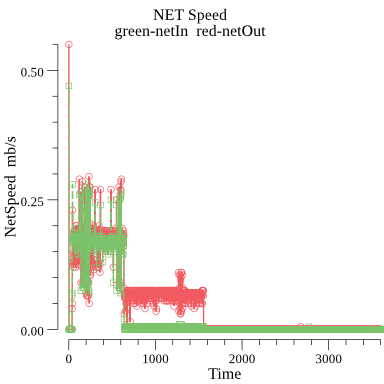 NET Speed
green-netIn red-netOut
NetSpeed mb/s
0.50
0.25
0.00
0 1000 2000 3000
Time